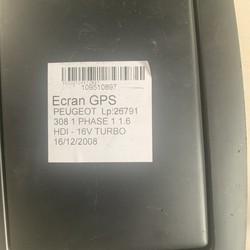 109510897
Ecran GPS
PEUGEOT Lp:26791
308 1 PHASE 1 1.6
HDI - 16V TURBO
16/12/2008